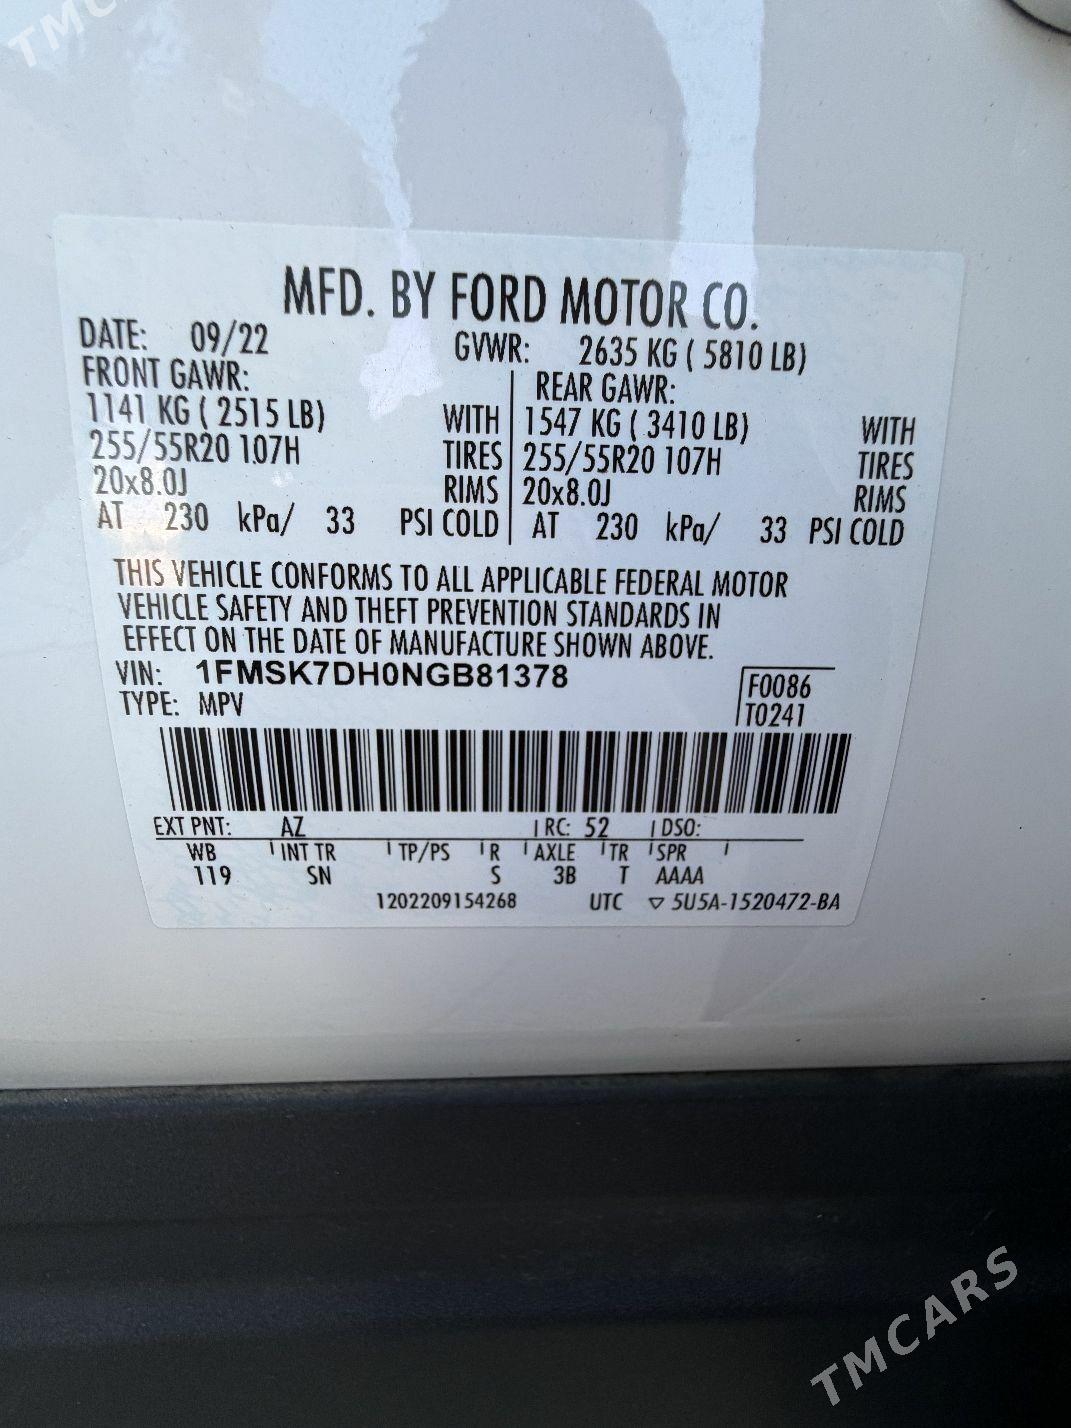 TMC
MFD. BY FORD MOTOR CO.
DATE: 09/22 GVWR: 2635 KG ( 5810 LB)
FRONT GAWR: REAR GAWR:
1141 KG ( 2515 LB) WITH 1547 KG ( 3410 LB) WITH
255/55R20 107H TIRES 255/55R20 107H TIRES
20x8.0J RIMS 20x8.0J RIMS
AT 230 kPa/ 33 PSI COLD AT 230 kPa/ 33 PSI COLD
THIS VEHICLE CONFORMS TO ALL APPLICABLE FEDERAL MOTOR
VEHICLE SAFETY AND THEFT PREVENTION STANDARDS IN
EFFECT ON THE DATE OF MANUFACTURE SHOWN ABOVE.
VIN: 1FMSK7DH0NGB81378 F0086
TYPE: MPV T0241
EXT PNT: AZ RC: 52 DSO:
WB INT TR TP/PS R AXLE TR SPR
119 SN S 3B T AAAA
1202209154268 UTC ▽ 5U5A-1520472-BA
TMCARS